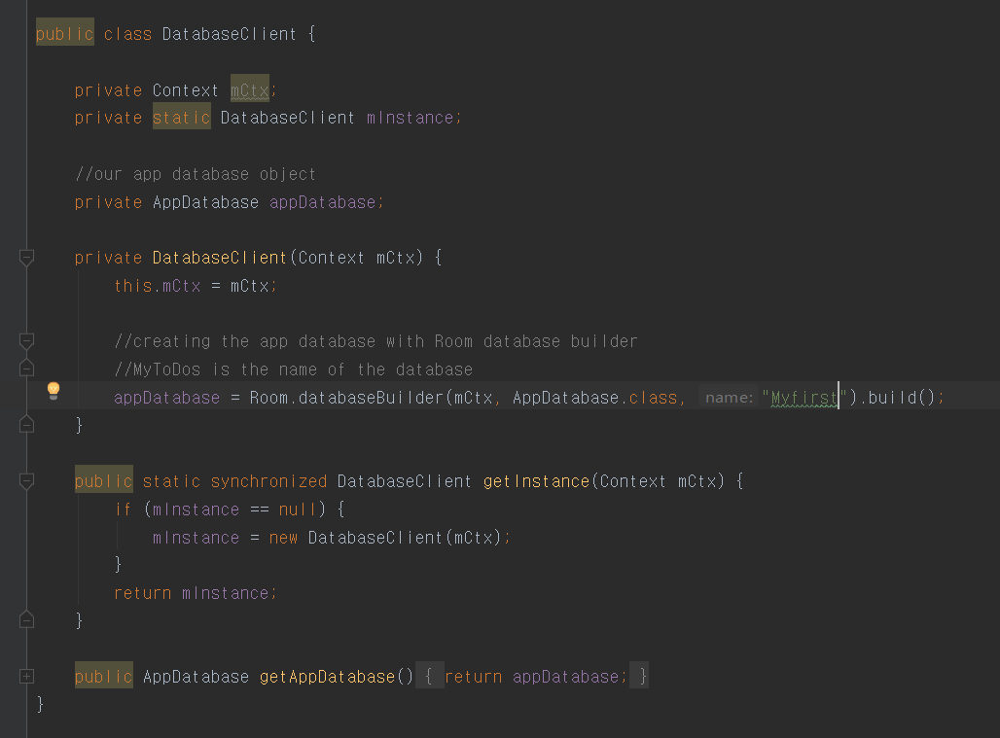 public class DatabaseClient {
private Context mCtx;
private static DatabaseClient mInstance;
//our app database object
private AppDatabase appDatabase;
private DatabaseClient(Context mCtx) {
this.mCtx = mCtx;
//creating the app database with Room database builder
//MyToDos is the name of the database
appDatabase = Room.databaseBuilder(mCtx, AppDatabase.class, name: "Myfirst").build();
}
public static synchronized DatabaseClient getInstance(Context mCtx) {
if (mInstance == null) {
mInstance = new DatabaseClient(mCtx);
}
return mInstance;
}
public AppDatabase getAppDatabase() { return appDatabase; }
}